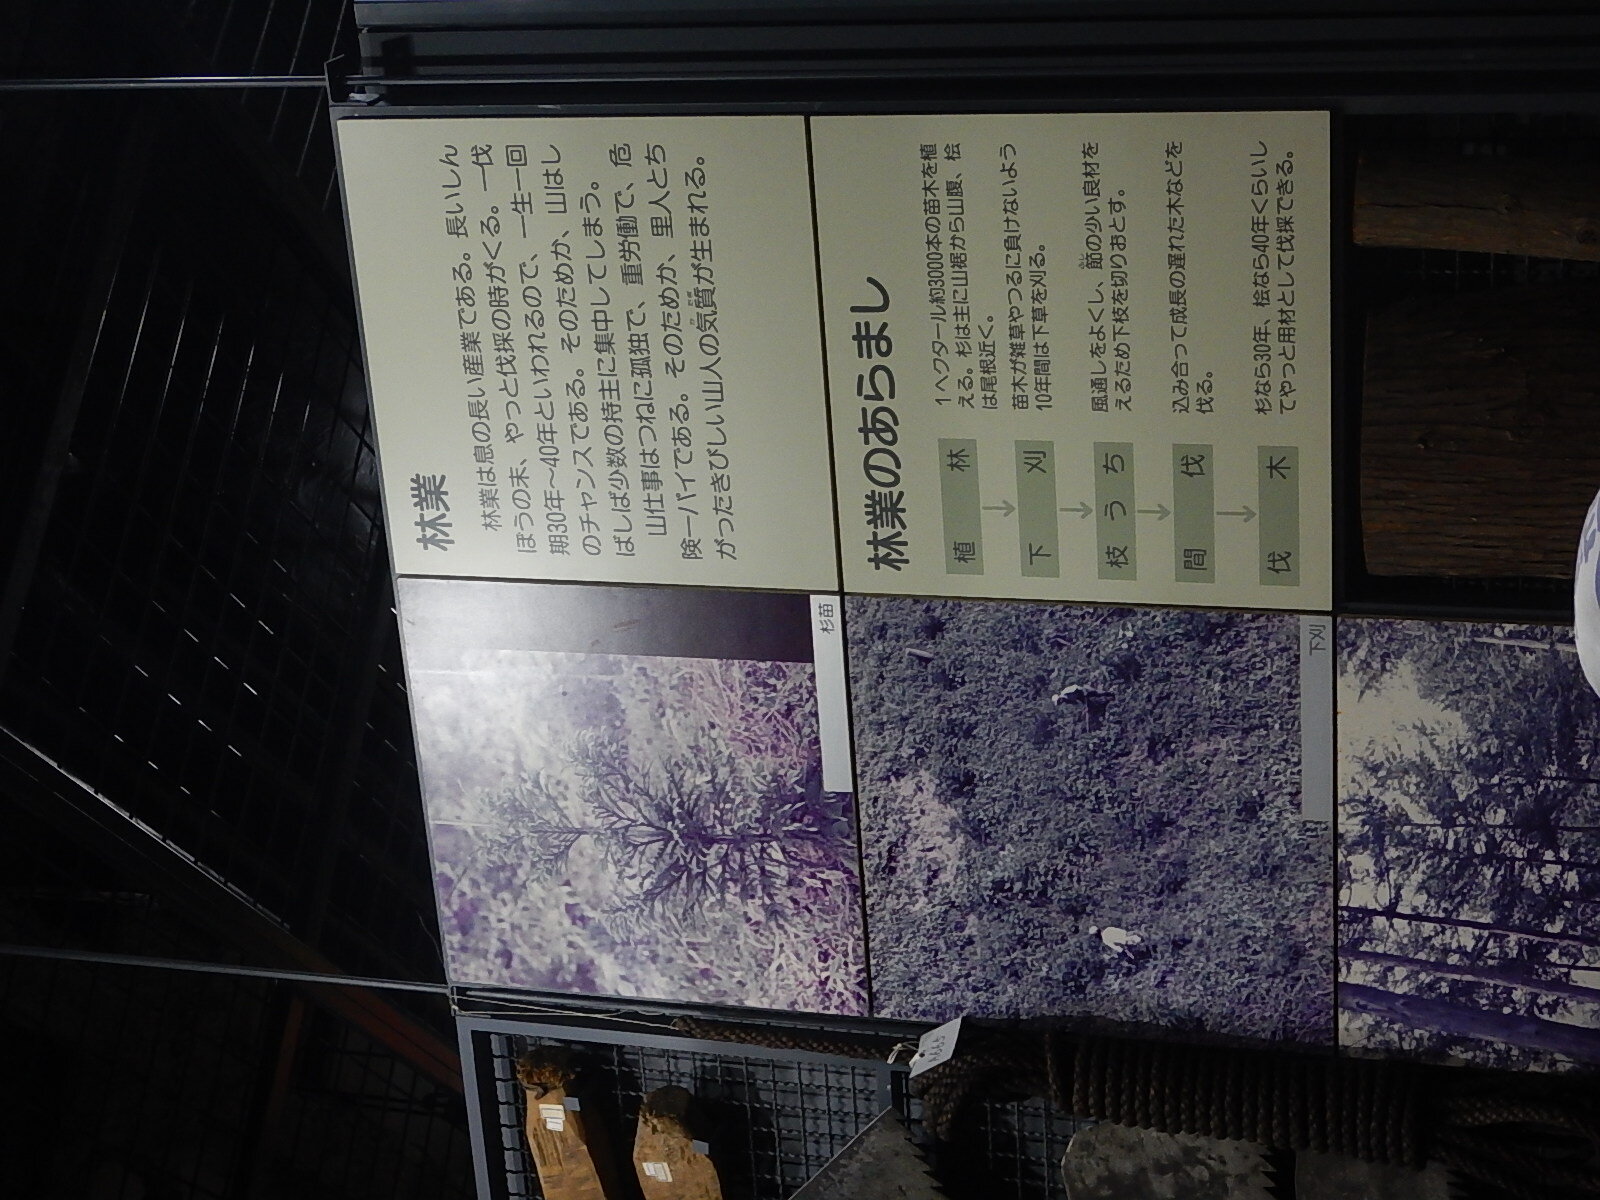 林業
林業は息の長い産業である。長いしん
ぼうの末、やっと伐採の時がくる。一伐
期30年〜40年といわれるので、一生一回
のチャンスである。そのためか、山はし
ばしば少数の持主に集中してしまう。
山仕事はつねに孤独で、重労働で、危
険一パイである。そのためか、里人とち
がったきびしい山人の気質が生まれる。
杉苗
林業のあらまし
植林
1ヘクタール約3000本の苗木を植
える。杉は主に山裾から山腹、桧
は尾根近く。
↓
下刈
苗木が雑草やつるに負けないよう
10年間は下草を刈る。
↓
枝うち
風通しをよくし、節の少い良材を
えるため下枝を切りおとす。
↓
間伐
込み合って成長の遅れた木などを
伐る。
↓
伐木
杉なら30年、桧なら40年くらいし
てやっと用材として伐採できる。
下刈